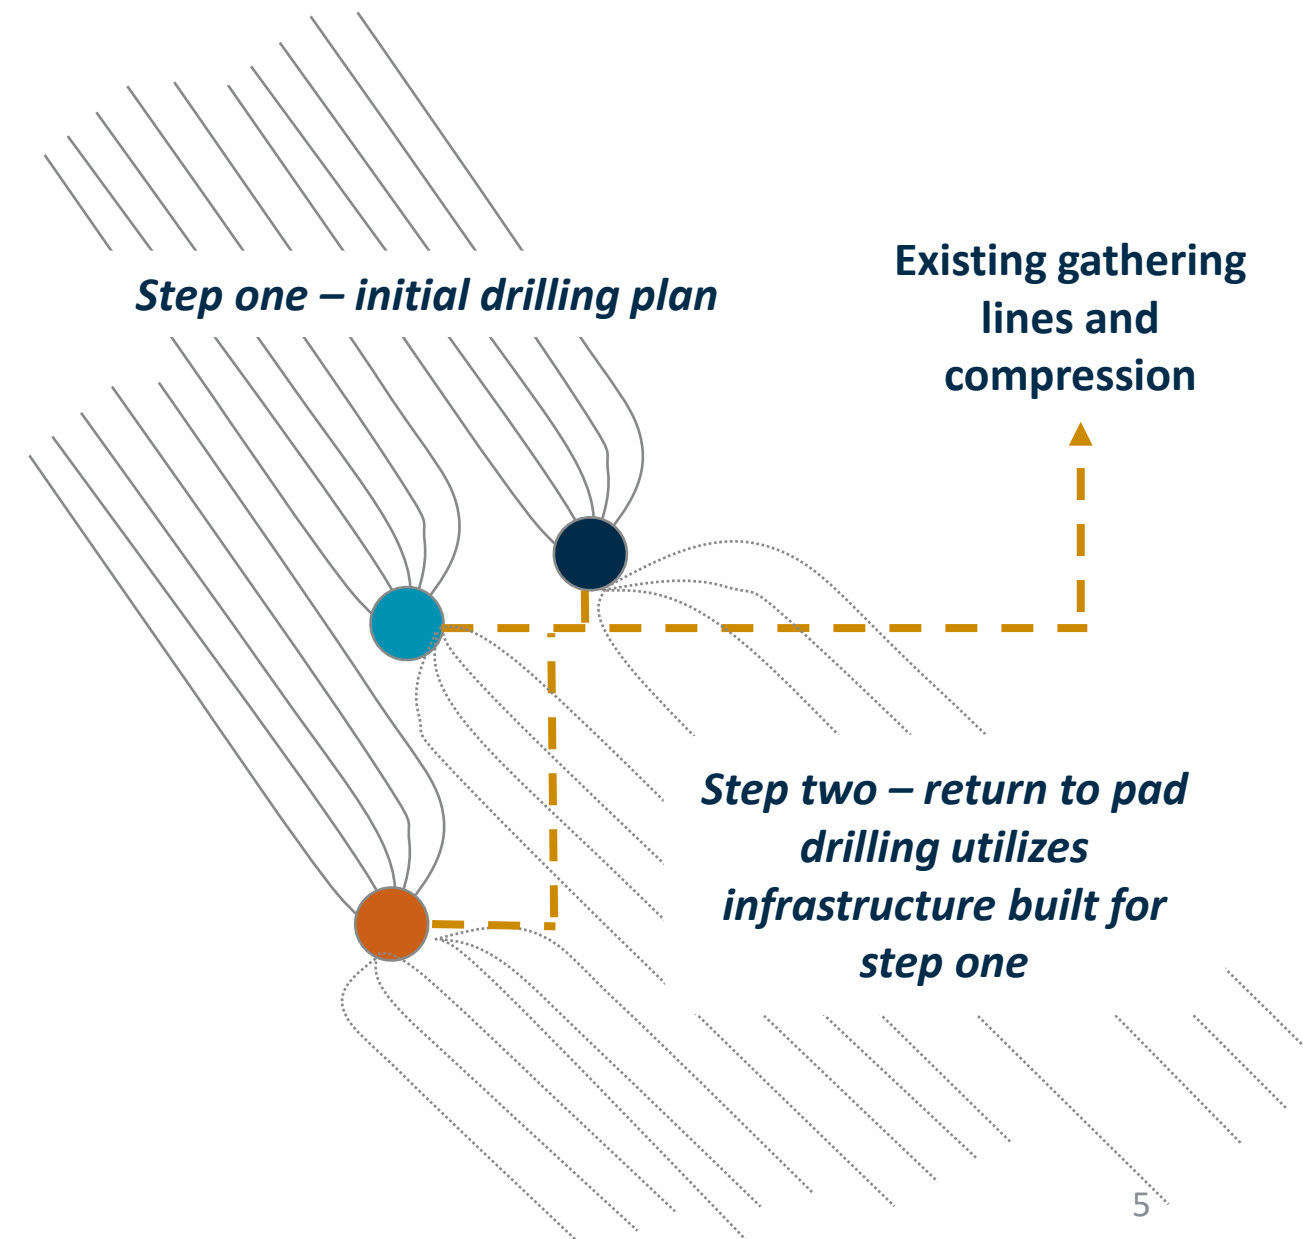 Step one – initial drilling plan
Existing gathering
lines and
compression
Step two – return to pad
drilling utilizes
infrastructure built for
step one
5